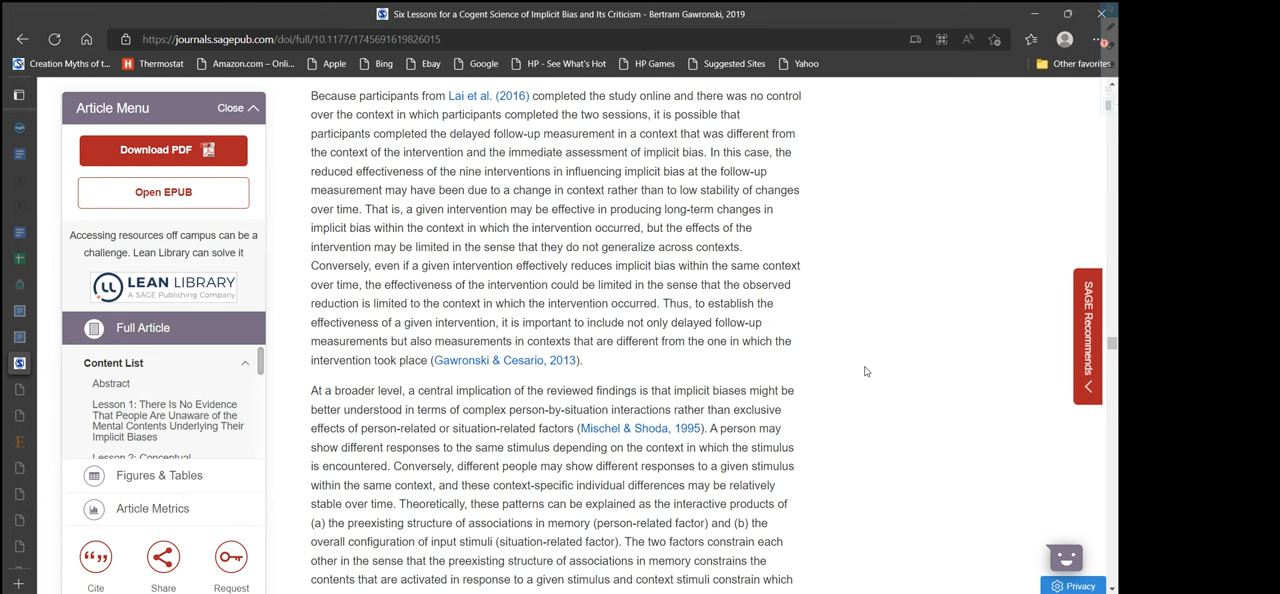 Six Lessons for a Cogent Science of Implicit Bias and Its Criticism - Bertram Gawronski, 2019
https://journals.sagepub.com/doi/full/10.1177/1745691619826015
Creation Myths of t... Thermostat Amazon.com – Onli... Apple Bing Ebay Google HP - See What's Hot HP Games Suggested Sites Yahoo Other favorites
Article Menu Close
Download PDF
Open EPUB
Accessing resources off campus can be a
challenge. Lean Library can solve it
LEAN LIBRARY
A SAGE Publishing Company
Full Article
Content List
Abstract
Lesson 1: There Is No Evidence
That People Are Unaware of the
Mental Contents Underlying Their
Implicit Biases
Lesson 2: Conceptual
Figures & Tables
Article Metrics
Cite Share Request
Because participants from Lai et al. (2016) completed the study online and there was no control
over the context in which participants completed the two sessions, it is possible that
participants completed the delayed follow-up measurement in a context that was different from
the context of the intervention and the immediate assessment of implicit bias. In this case, the
reduced effectiveness of the nine interventions in influencing implicit bias at the follow-up
measurement may have been due to a change in context rather than to low stability of changes
over time. That is, a given intervention may be effective in producing long-term changes in
implicit bias within the context in which the intervention occurred, but the effects of the
intervention may be limited in the sense that they do not generalize across contexts.
Conversely, even if a given intervention effectively reduces implicit bias within the same context
over time, the effectiveness of the intervention could be limited in the sense that the observed
reduction is limited to the context in which the intervention occurred. Thus, to establish the
effectiveness of a given intervention, it is important to include not only delayed follow-up
measurements but also measurements in contexts that are different from the one in which the
intervention took place (Gawronski & Cesario, 2013).
At a broader level, a central implication of the reviewed findings is that implicit biases might be
better understood in terms of complex person-by-situation interactions rather than exclusive
effects of person-related or situation-related factors (Mischel & Shoda, 1995). A person may
show different responses to the same stimulus depending on the context in which the stimulus
is encountered. Conversely, different people may show different responses to a given stimulus
within the same context, and these context-specific individual differences may be relatively
stable over time. Theoretically, these patterns can be explained as the interactive products of
(a) the preexisting structure of associations in memory (person-related factor) and (b) the
overall configuration of input stimuli (situation-related factor). The two factors constrain each
other in the sense that the preexisting structure of associations in memory constrains the
contents that are activated in response to a given stimulus and context stimuli constrain which
SAGE Recommends
Privacy